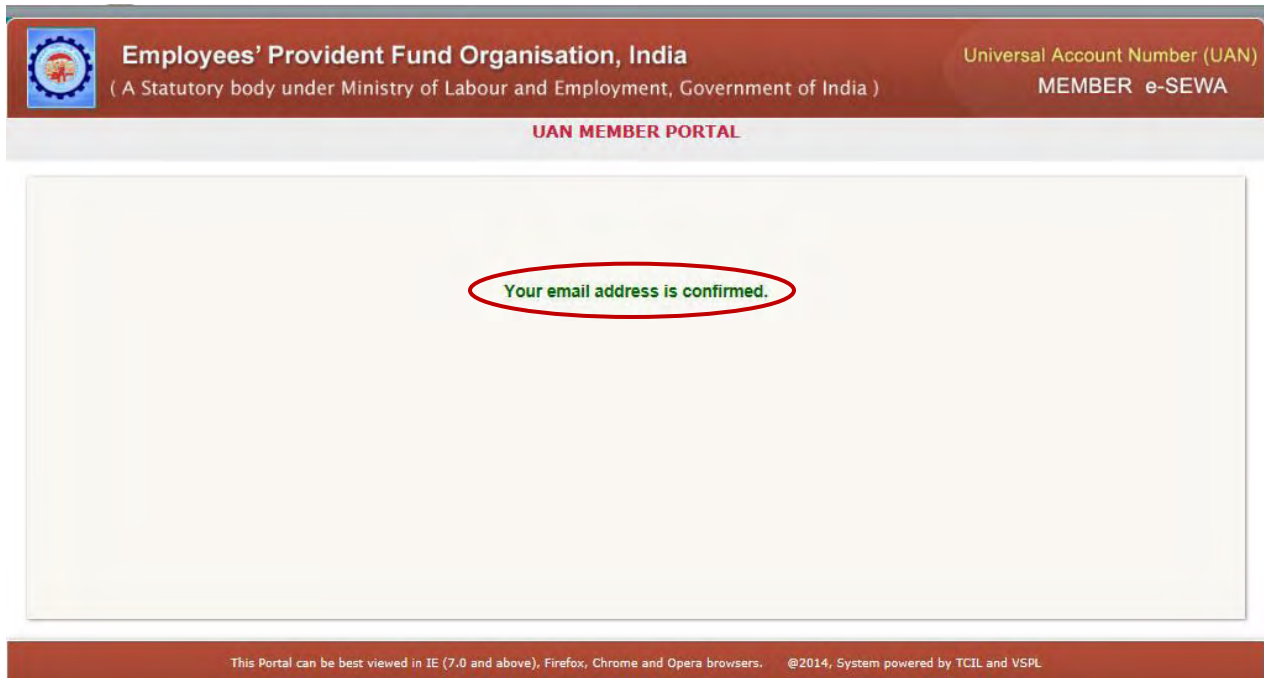 Employees' Provident Fund Organisation, India
Universal Account Number (UAN)
( A Statutory body under Ministry of Labour and Employment, Government of India )
MEMBER e-SEWA
UAN MEMBER PORTAL
Your email address is confirmed.
This Portal can be best viewed in IE (7.0 and above), Firefox, Chrome and Opera browsers. @2014, System powered by TCIL and VSPL